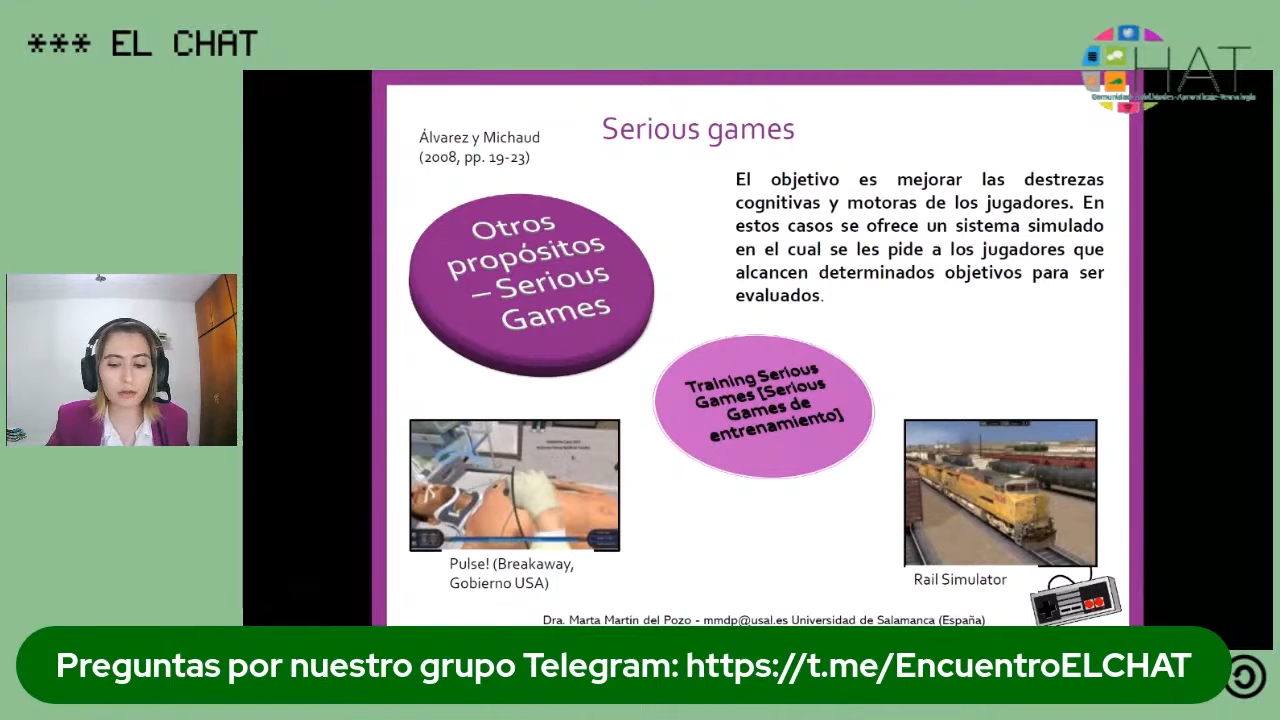 *** EL CHAT
HAT
Serious games
Álvarez y Michaud
(2008, pp. 19-23)
El objetivo es mejorar las destrezas
cognitivas y motoras de los jugadores. En
estos casos se ofrece un sistema simulado
en el cual se les pide a los jugadores que
alcancen determinados objetivos para ser
evaluados.
Otros
propósitos
– Serious
Games
Training Serious
Games [Serious
Games de
entrenamiento]
Pulse! (Breakaway,
Gobierno USA)
Rail Simulator
Dra. Marta Martín del Pozo - mmdp@usal.es Universidad de Salamanca (España)
Preguntas por nuestro grupo Telegram: https://t.me/EncuentroELCHAT